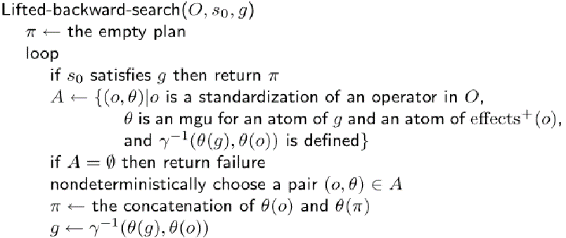 Lifted-backward-search(O, s₀, g)
π ← the empty plan
loop
if s₀ satisfies g then return π
A ← {(o, θ)|o is a standardization of an operator in O,
θ is an mgu for an atom of g and an atom of effects⁺(o),
and γ⁻¹(θ(g), θ(o)) is defined}
if A = ∅ then return failure
nondeterministically choose a pair (o, θ) ∈ A
π ← the concatenation of θ(o) and θ(π)
g ← γ⁻¹(θ(g), θ(o))